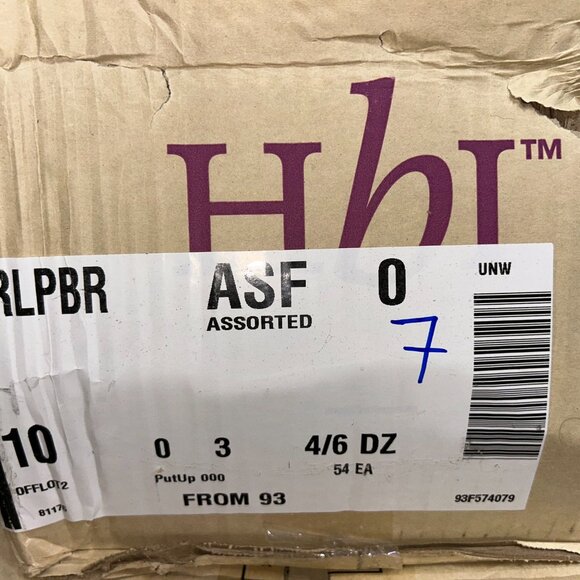 HbI™
RLPBR ASF 0 UNW
ASSORTED
7
10 0 3 4/6 DZ
PutUp 000 54 EA
OFFLOT2
FROM 93 93F574079